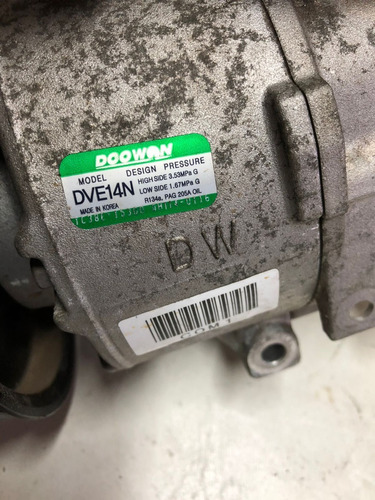 DOOWON
MODEL DESIGN PRESSURE
DVE14N HIGH SIDE 3.53MPa G
LOW SIDE 1.67MPa G
MADE IN KOREA R134a, PAG 205A OIL
DW